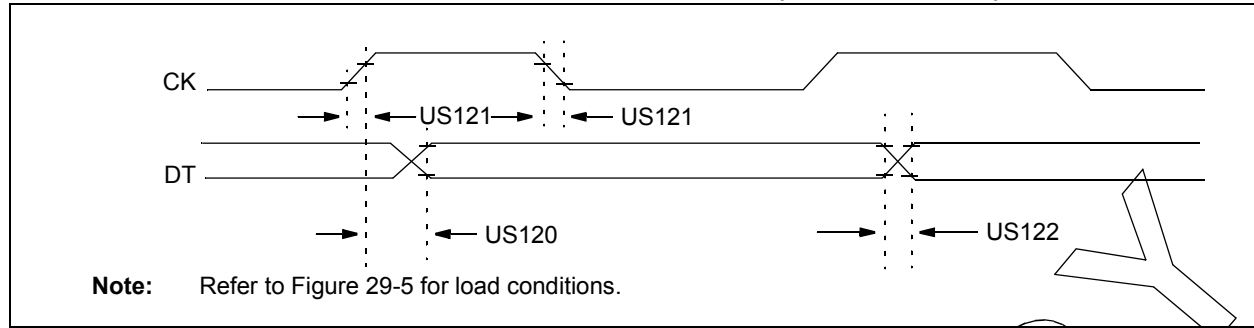 CK
US121
US121
DT
US120
US122
Note: Refer to Figure 29-5 for load conditions.